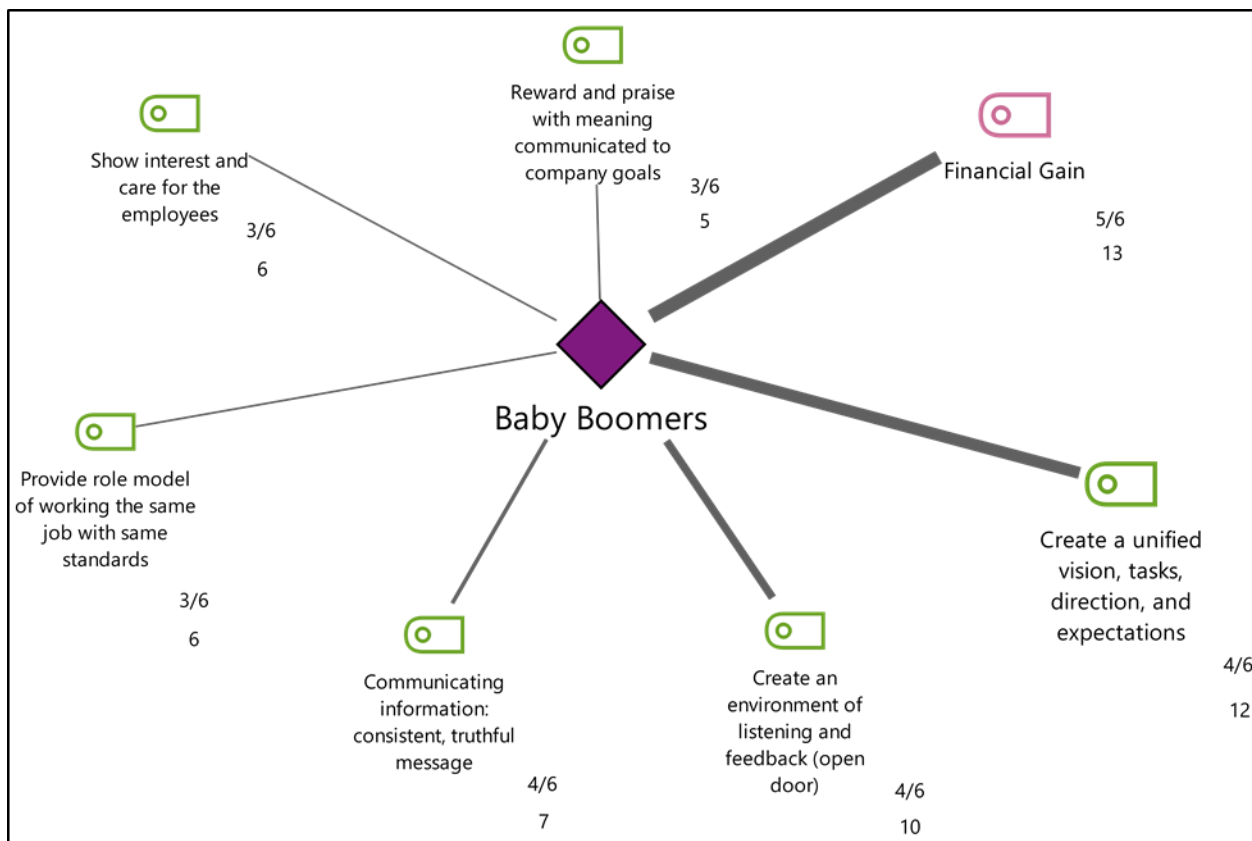 Reward and praise
with meaning
communicated to
company goals
3/6
5
Show interest and
care for the
employees
3/6
6
Financial Gain
5/6
13
Baby Boomers
Provide role model
of working the same
job with same
standards
3/6
6
Create a unified
vision, tasks,
direction, and
expectations
4/6
12
Communicating
information:
consistent, truthful
message
4/6
7
Create an
environment of
listening and
feedback (open
door)
4/6
10